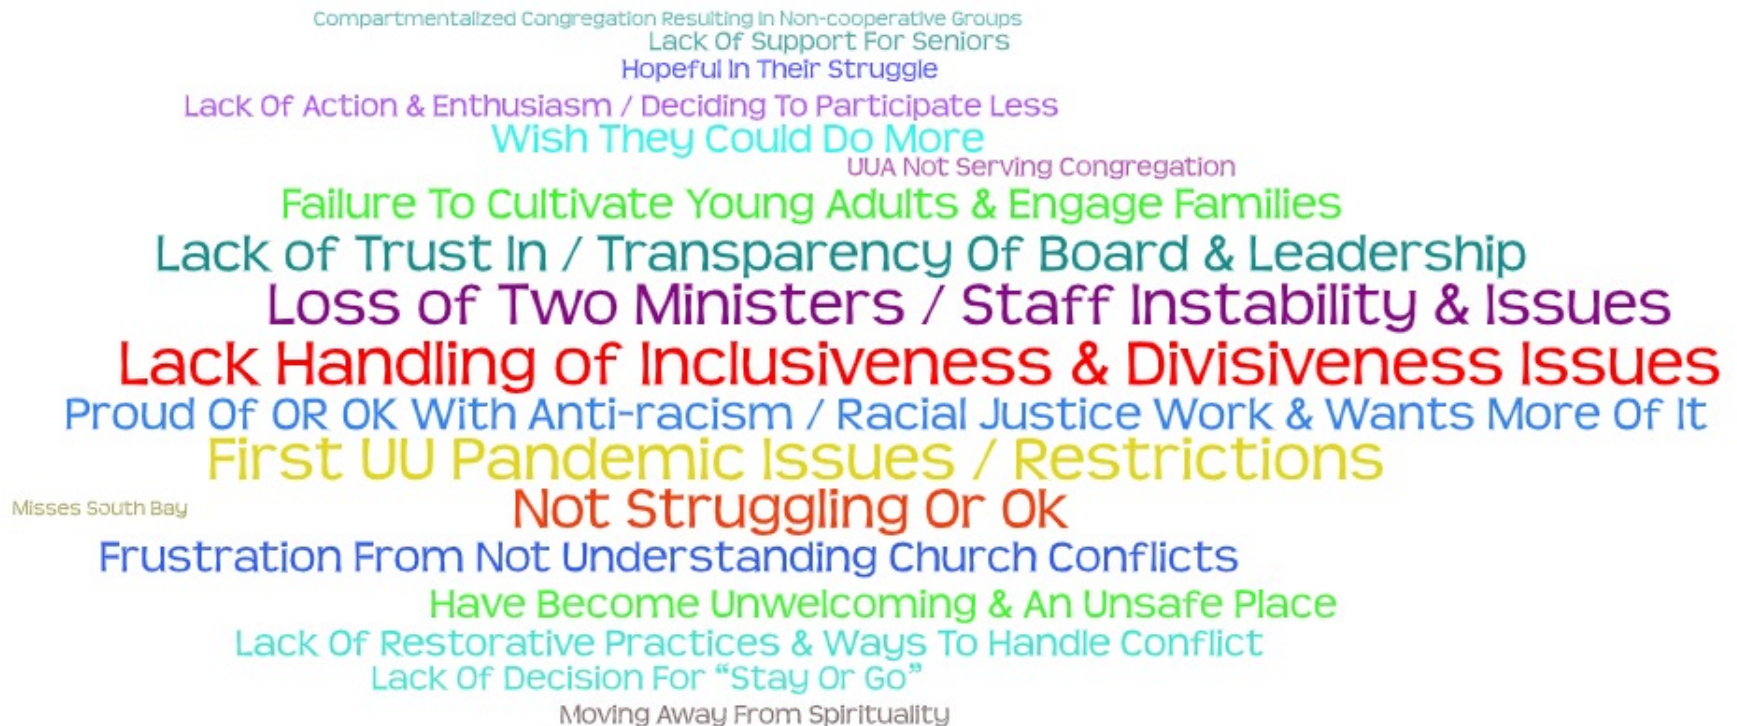 Compartmentalized Congregation Resulting In Non-cooperative Groups
Lack Of Support For Seniors
Hopeful In Their Struggle
Lack Of Action & Enthusiasm / Deciding To Participate Less
Wish They Could Do More
UUA Not Serving Congregation
Failure To Cultivate Young Adults & Engage Families
Lack of Trust In / Transparency Of Board & Leadership
Loss of Two Ministers / Staff Instability & Issues
Lack Handling of Inclusiveness & Divisiveness Issues
Proud Of OR OK With Anti-racism / Racial Justice Work & Wants More Of It
First UU Pandemic Issues / Restrictions
Misses South Bay
Not Struggling Or Ok
Frustration From Not Understanding Church Conflicts
Have Become Unwelcoming & An Unsafe Place
Lack Of Restorative Practices & Ways To Handle Conflict
Lack Of Decision For “Stay Or Go”
Moving Away From Spirituality